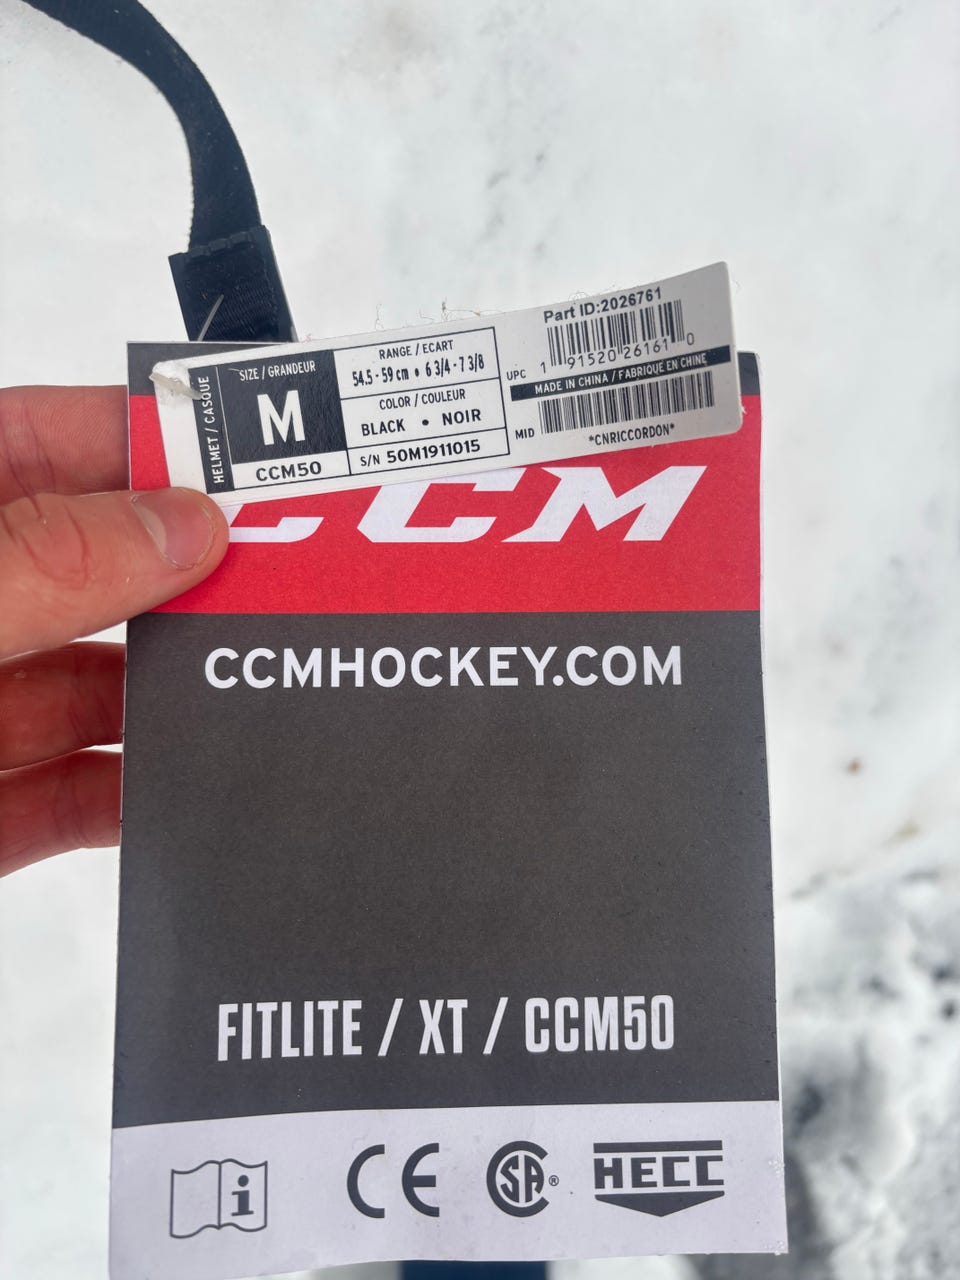 HELMET / CASQUE
SIZE / GRANDEUR
M
CCM50
RANGE / ECART
54.5 - 59 cm • 6 3/4 - 7 3/8
COLOR / COULEUR
BLACK • NOIR
S/N 50M1911015
Part ID:2026761
UPC 1 91520 26161 0
MADE IN CHINA / FABRIQUÉ EN CHINE
MID
*CNRICCORDON*
CCM
CCMHOCKEY.COM
FITLITE / XT / CCM50
i CE CSA® HECC